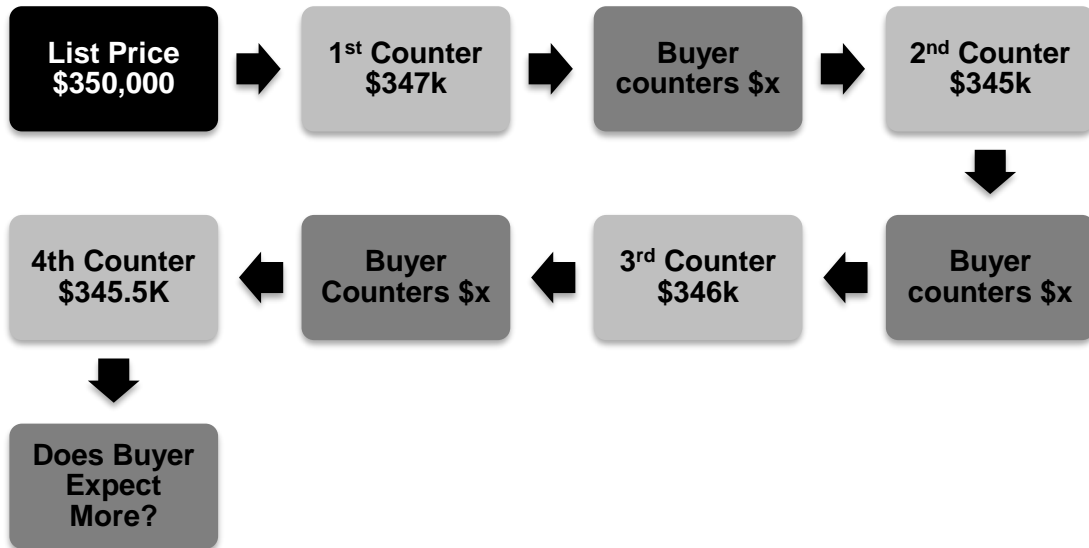 List Price
$350,000
1st Counter
$347k
Buyer
counters $x
2nd Counter
$345k
Buyer
counters $x
3rd Counter
$346k
Buyer
Counters $x
4th Counter
$345.5K
Does Buyer
Expect
More?